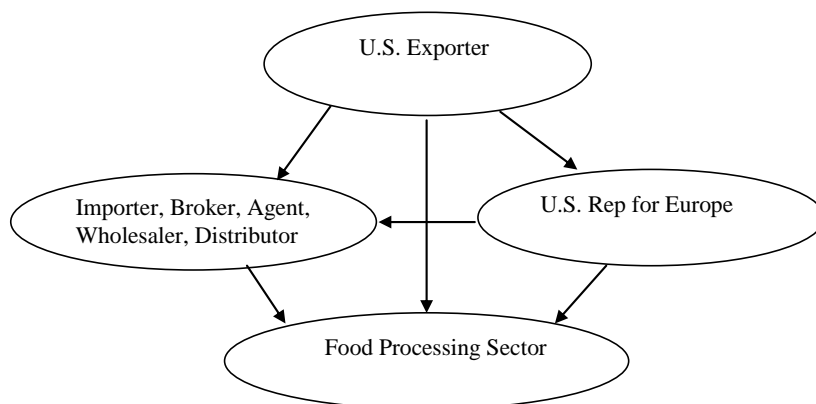 U.S. Exporter
Importer, Broker, Agent,
Wholesaler, Distributor
U.S. Rep for Europe
Food Processing Sector